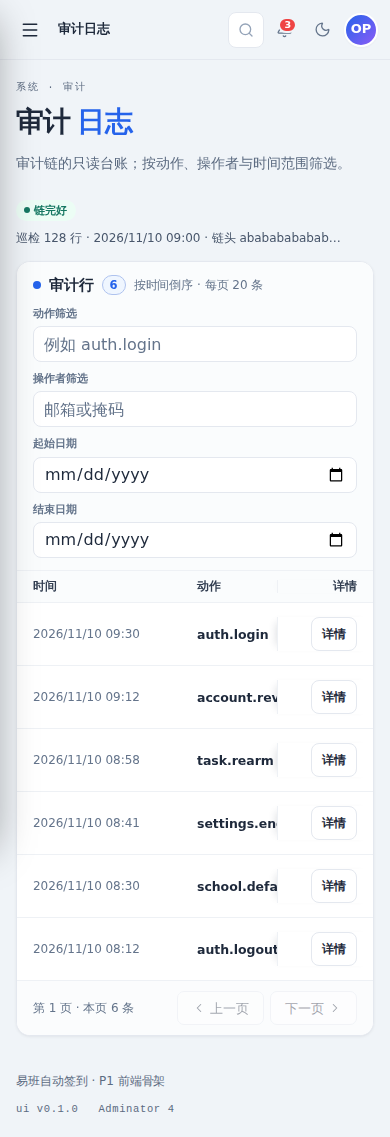 审计日志
3
OP
系统 · 审计
审计 日志
审计链的只读台账；按动作、操作者与时间范围筛选。
链完好
巡检 128 行 · 2026/11/10 09:00 · 链头 abababababab…
审计行 6 按时间倒序 · 每页 20 条
动作筛选
例如 auth.login
操作者筛选
邮箱或掩码
起始日期
mm/dd/yyyy
结束日期
mm/dd/yyyy
时间 动作 详情
2026/11/10 09:30 auth.login 详情
2026/11/10 09:12 account.rev 详情
2026/11/10 08:58 task.rearm 详情
2026/11/10 08:41 settings.en 详情
2026/11/10 08:30 school.defa 详情
2026/11/10 08:12 auth.logout 详情
第 1 页 · 本页 6 条 上一页 下一页
易班自动签到 · P1 前端骨架
ui v0.1.0 Adminator 4